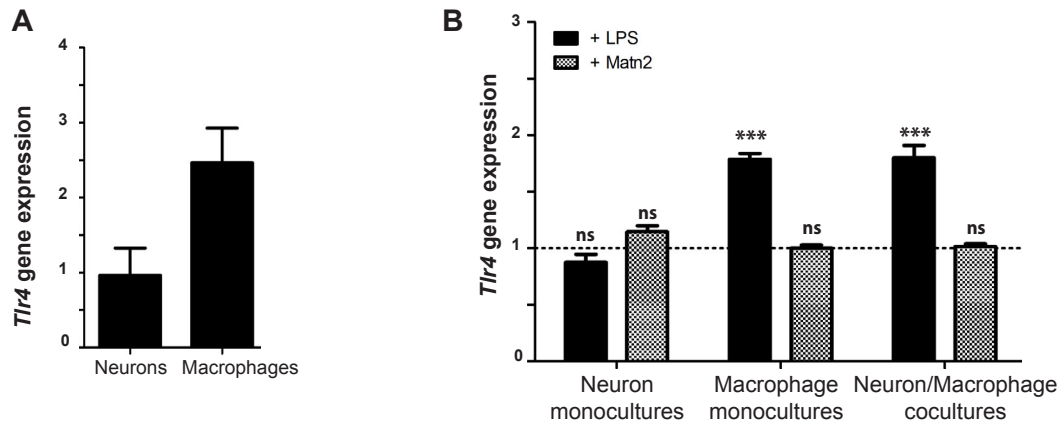 A
Tlr4 gene expression
4
3
2
1
0
Neurons Macrophages
B
Tlr4 gene expression
3
2
1
0
+ LPS
+ Matn2
ns ns *** ns *** ns
Neuron monocultures
Macrophage monocultures
Neuron/Macrophage cocultures